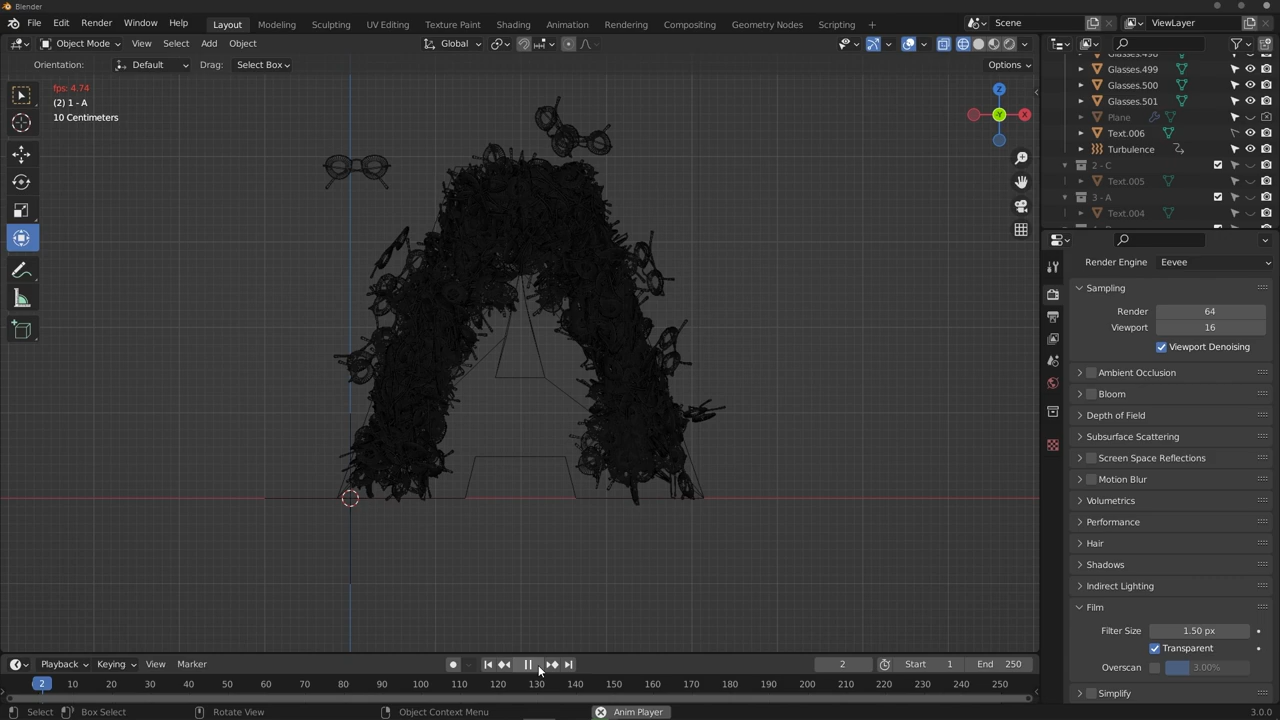 Blender
File Edit Render Window Help Layout Modeling Sculpting UV Editing Texture Paint Shading Animation Rendering Compositing Geometry Nodes Scripting + Scene ViewLayer
Object Mode View Select Add Object Global
Orientation: Default Drag: Select Box Options
fps: 4.74
(2) 1 - A
10 Centimeters
Z
Y
X
Glasses.499
Glasses.500
Glasses.501
Plane
Text.006
Turbulence
2 - C
Text.005
3 - A
Text.004
Render Engine Eevee
Sampling
Render 64
Viewport 16
Viewport Denoising
Ambient Occlusion
Bloom
Depth of Field
Subsurface Scattering
Screen Space Reflections
Motion Blur
Volumetrics
Performance
Hair
Shadows
Indirect Lighting
Film
Filter Size 1.50 px
Transparent
Overscan 3.00%
Simplify
Playback Keying View Marker 2 Start 1 End 250
2 10 20 30 40 50 60 70 80 90 100 110 120 130 140 150 160 170 180 190 200 210 220 230 240 250
Select Box Select Rotate View Object Context Menu Anim Player 3.0.0